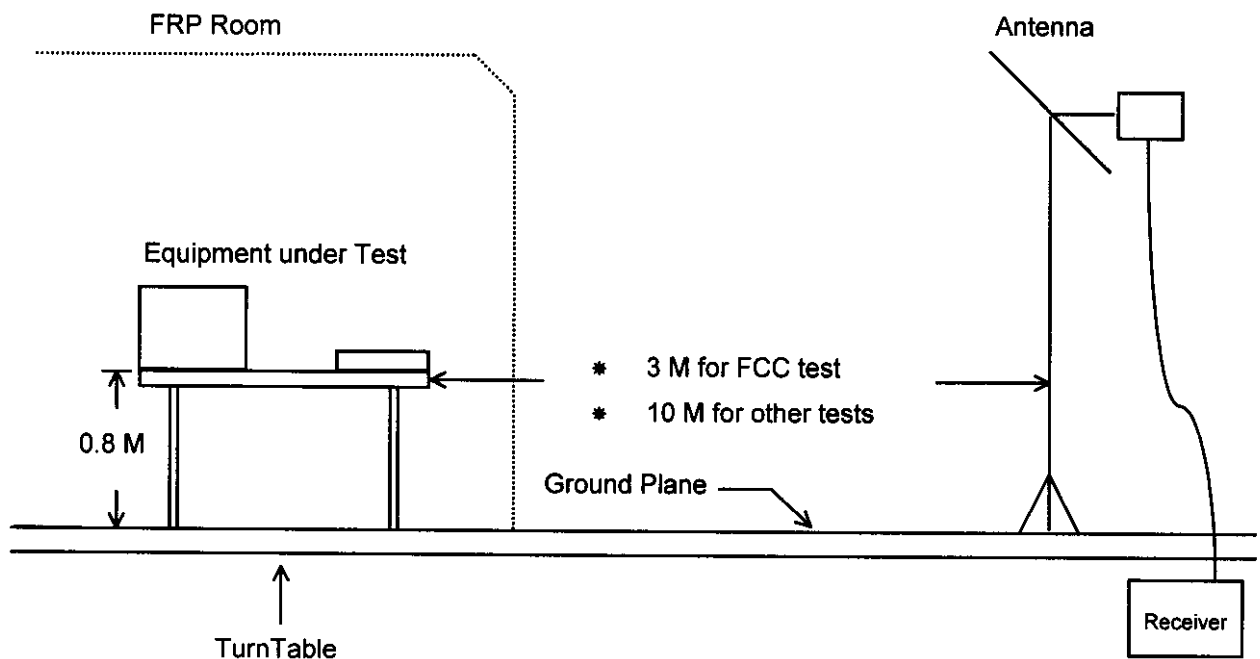 FRP Room
Antenna
Equipment under Test
* 3 M for FCC test
* 10 M for other tests
0.8 M
Ground Plane
TurnTable
Receiver